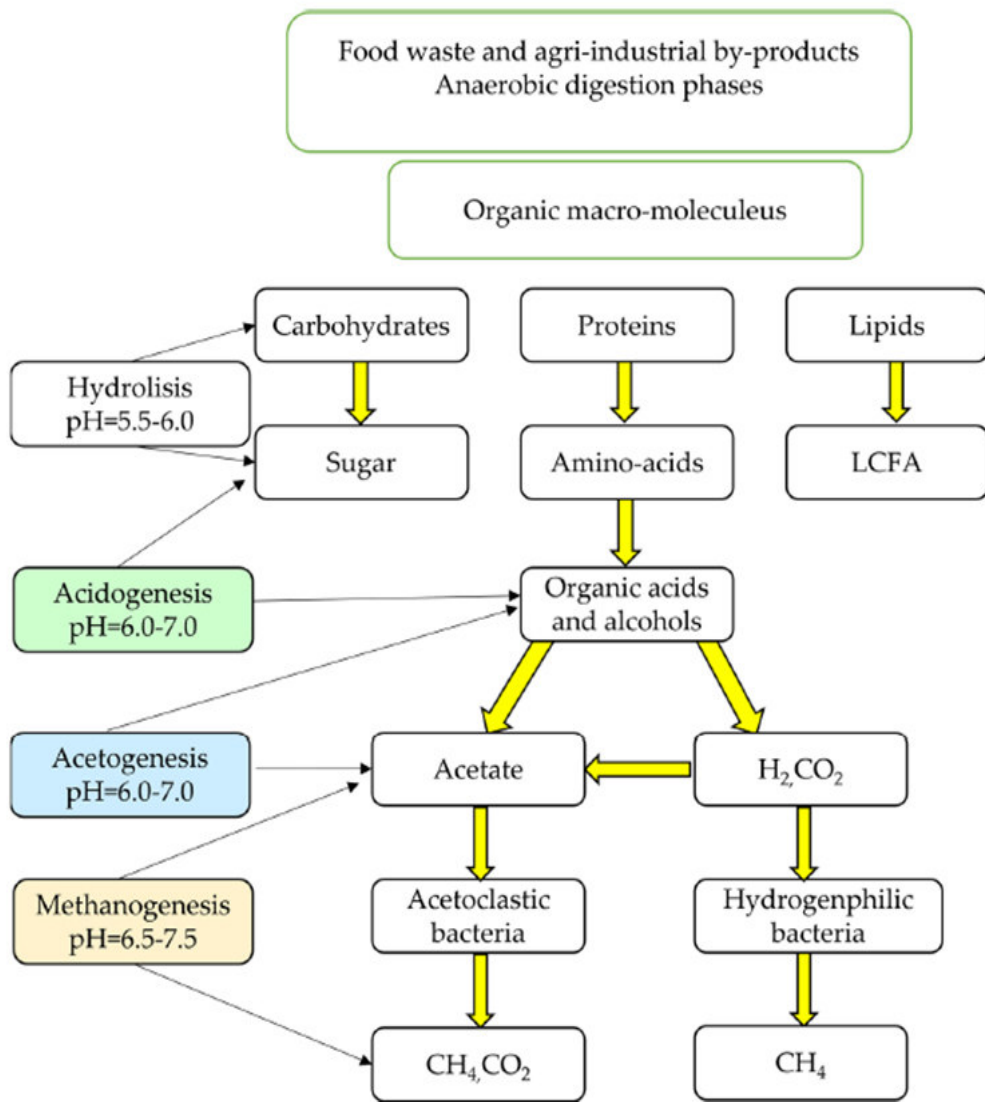 Food waste and agri-industrial by-products
Anaerobic digestion phases
Organic macro-moleculeus
Carbohydrates
Proteins
Lipids
Hydrolisis
pH=5.5-6.0
Sugar
Amino-acids
LCFA
Acidogenesis
pH=6.0-7.0
Organic acids
and alcohols
Acetogenesis
pH=6.0-7.0
Acetate
H₂,CO₂
Methanogenesis
pH=6.5-7.5
Acetoclastic
bacteria
Hydrogenphilic
bacteria
CH₄,CO₂
CH₄